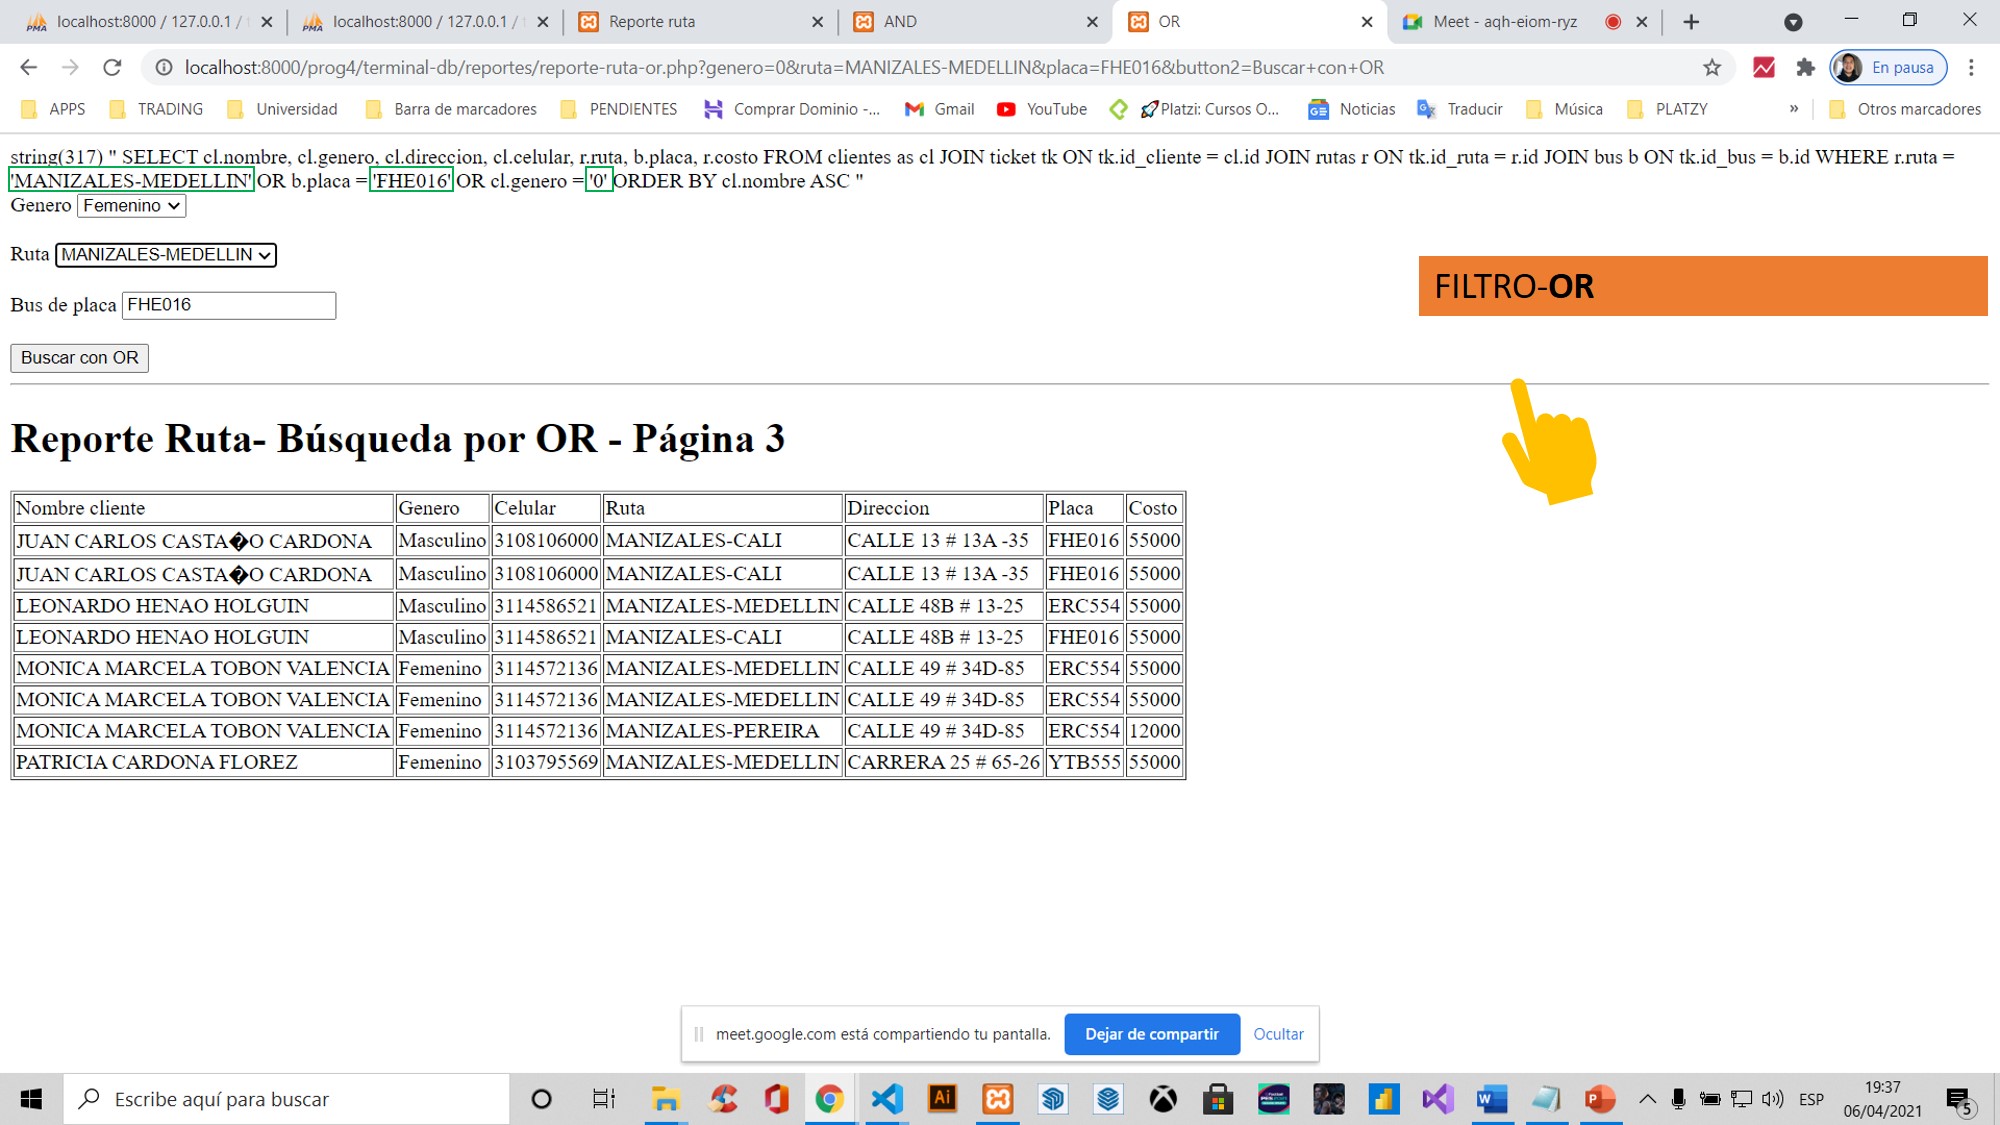 localhost:8000 / 127.0.0.1 /
localhost:8000 / 127.0.0.1 /
Reporte ruta
AND
OR
Meet - aqh-eiom-ryz
localhost:8000/prog4/terminal-db/reportes/reporte-ruta-or.php?genero=0&ruta=MANIZALES-MEDELLIN&placa=FHE016&button2=Buscar+con+OR
En pausa
APPS TRADING Universidad Barra de marcadores PENDIENTES Comprar Dominio -... Gmail YouTube Platzi: Cursos O... Noticias Traducir Música PLATZY » Otros marcadores
string(317) " SELECT cl.nombre, cl.genero, cl.direccion, cl.celular, r.ruta, b.placa, r.costo FROM clientes as cl JOIN ticket tk ON tk.id_cliente = cl.id JOIN rutas r ON tk.id_ruta = r.id JOIN bus b ON tk.id_bus = b.id WHERE r.ruta =
'MANIZALES-MEDELLIN' OR b.placa = 'FHE016' OR cl.genero = '0' ORDER BY cl.nombre ASC "
Genero Femenino
Ruta MANIZALES-MEDELLIN
FILTRO-OR
Bus de placa FHE016
Buscar con OR
Reporte Ruta- Búsqueda por OR - Página 3
Nombre cliente Genero Celular Ruta Direccion Placa Costo
JUAN CARLOS CASTA�O CARDONA Masculino 3108106000 MANIZALES-CALI CALLE 13 # 13A -35 FHE016 55000
JUAN CARLOS CASTA�O CARDONA Masculino 3108106000 MANIZALES-CALI CALLE 13 # 13A -35 FHE016 55000
LEONARDO HENAO HOLGUIN Masculino 3114586521 MANIZALES-MEDELLIN CALLE 48B # 13-25 ERC554 55000
LEONARDO HENAO HOLGUIN Masculino 3114586521 MANIZALES-CALI CALLE 48B # 13-25 FHE016 55000
MONICA MARCELA TOBON VALENCIA Femenino 3114572136 MANIZALES-MEDELLIN CALLE 49 # 34D-85 ERC554 55000
MONICA MARCELA TOBON VALENCIA Femenino 3114572136 MANIZALES-MEDELLIN CALLE 49 # 34D-85 ERC554 55000
MONICA MARCELA TOBON VALENCIA Femenino 3114572136 MANIZALES-PEREIRA CALLE 49 # 34D-85 ERC554 12000
PATRICIA CARDONA FLOREZ Femenino 3103795569 MANIZALES-MEDELLIN CARRERA 25 # 65-26 YTB555 55000
meet.google.com está compartiendo tu pantalla. Dejar de compartir Ocultar
Escribe aquí para buscar
ESP
19:37
06/04/2021
5